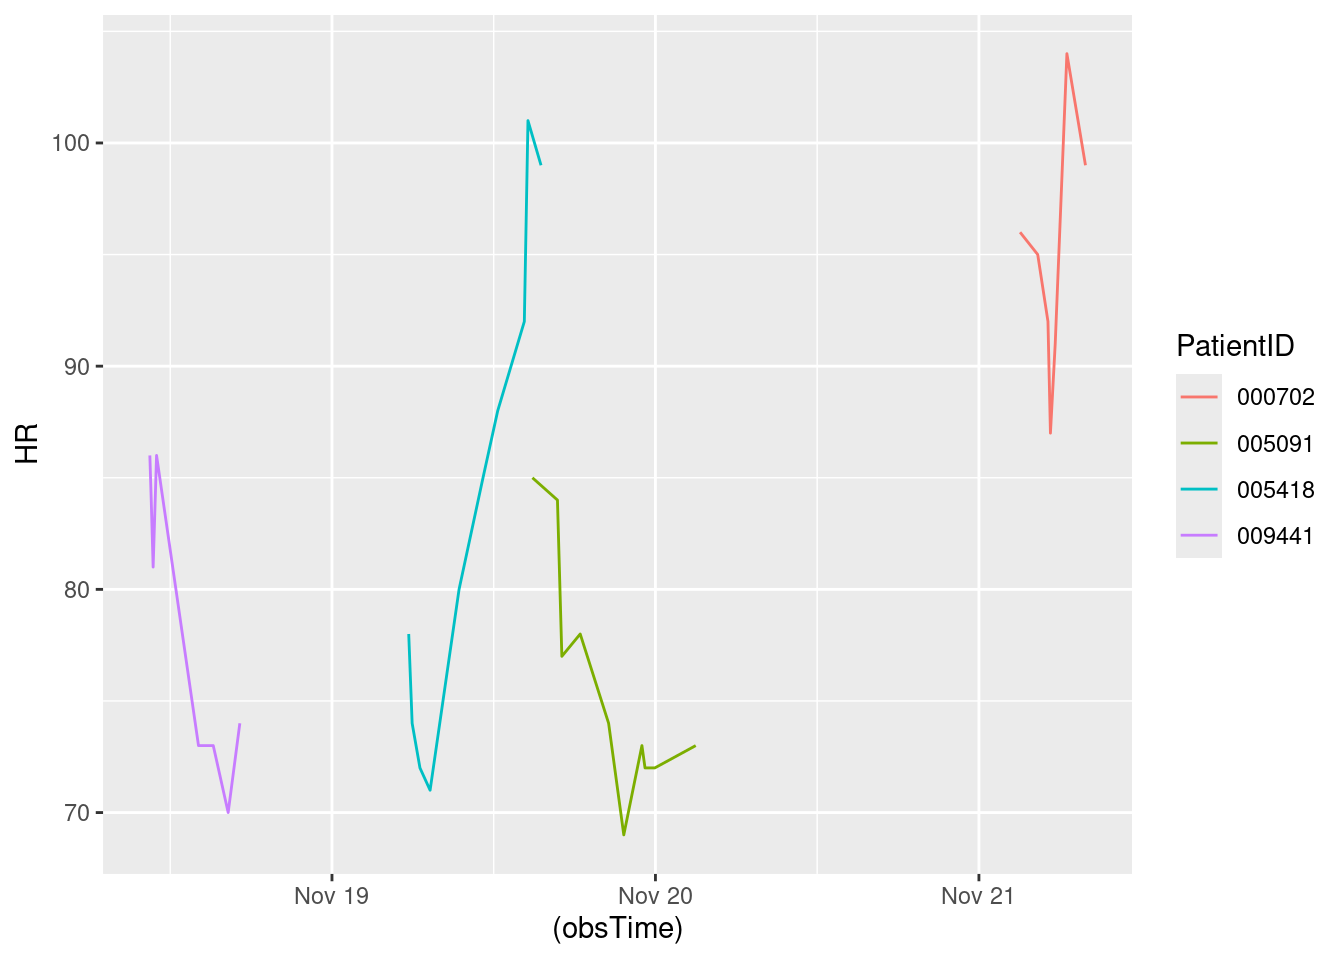 HR
100
90
80
70
Nov 19
Nov 20
Nov 21
(obsTime)
PatientID
000702
005091
005418
009441